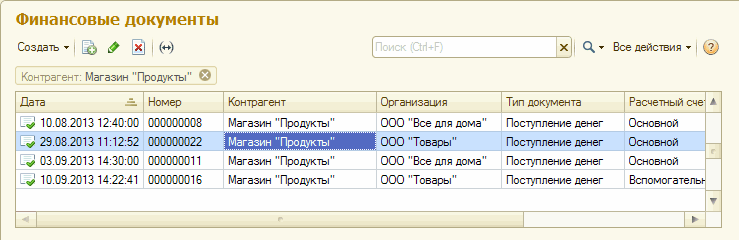 Финансовые документы
Создать Поиск (Ctrl+F) Все действия ?
Контрагент: Магазин "Продукты"
Дата Номер Контрагент Организация Тип документа Расчетный счет
10.08.2013 12:40:00 000000008 Магазин "Продукты" ООО "Все для дома" Поступление денег Основной
29.08.2013 11:12:52 000000022 Магазин "Продукты" ООО "Товары" Поступление денег Основной
03.09.2013 14:30:00 000000011 Магазин "Продукты" ООО "Все для дома" Поступление денег Основной
10.09.2013 14:22:41 000000016 Магазин "Продукты" ООО "Товары" Поступление денег Вспомогательн